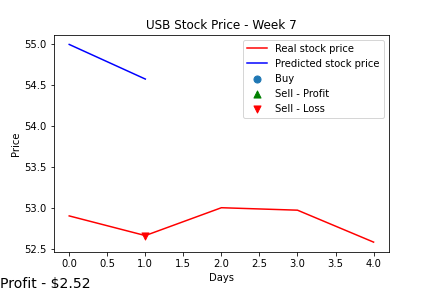 USB Stock Price - Week 7
55.0
54.5
54.0
53.5
53.0
52.5
Price
Real stock price
Predicted stock price
Buy
Sell - Profit
Sell - Loss
0.0 0.5 1.0 1.5 2.0 2.5 3.0 3.5 4.0
Days
Profit - $2.52